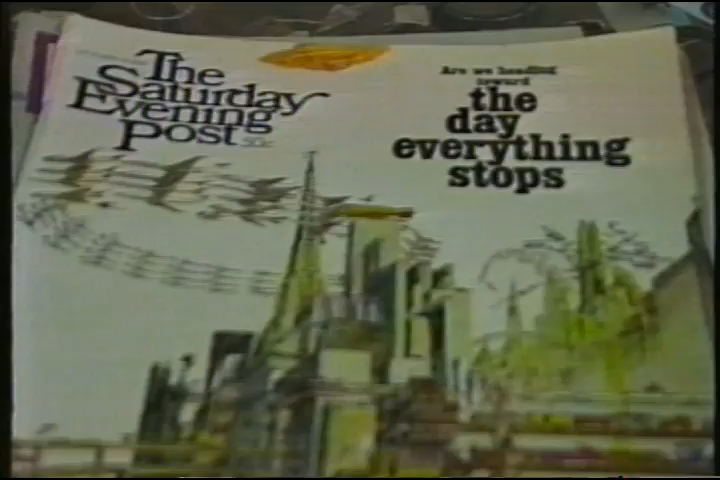 The
Saturday
Evening
Post
Are we heading
toward
the
day
everything
stops